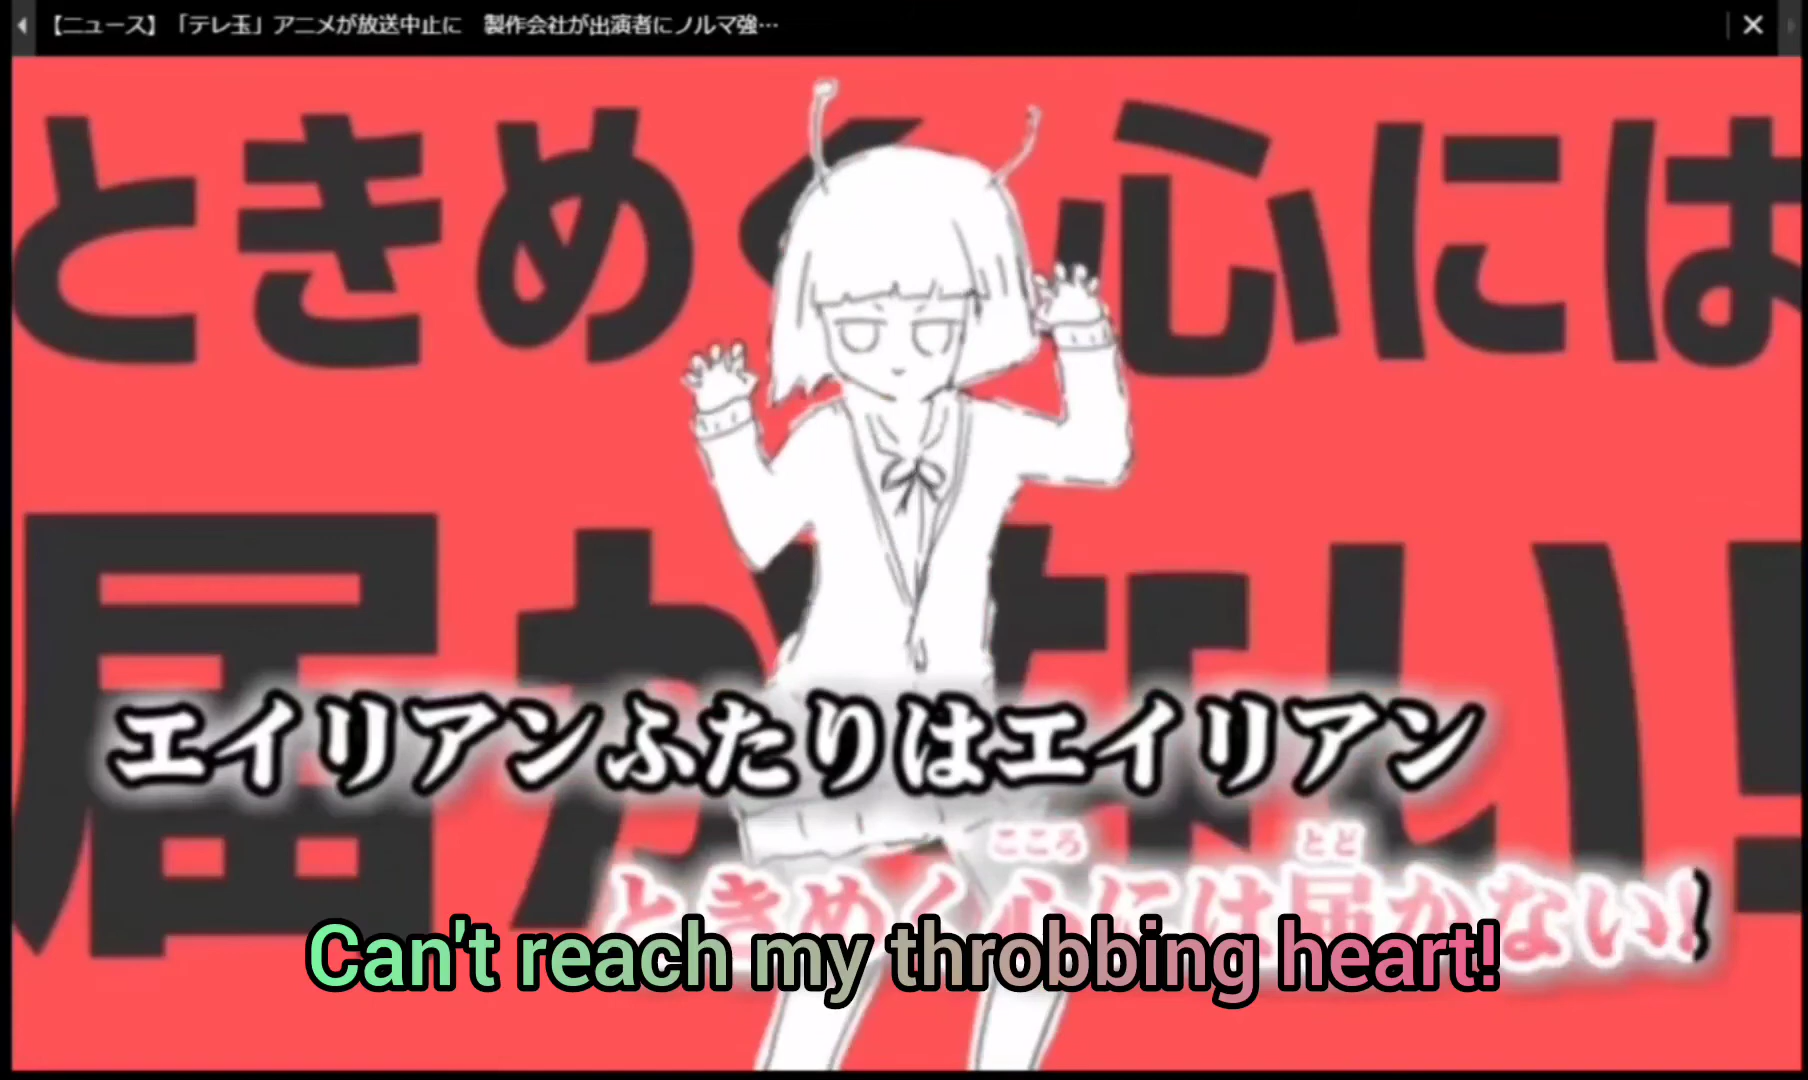 【ニュース】「テレ玉」アニメが放送中止に　製作会社が出演者にノルマ強…
ときめく心には
届かない!
エイリアンふたりはエイリアン
こころ とど
ときめく心には届かない!
Can't reach my throbbing heart!